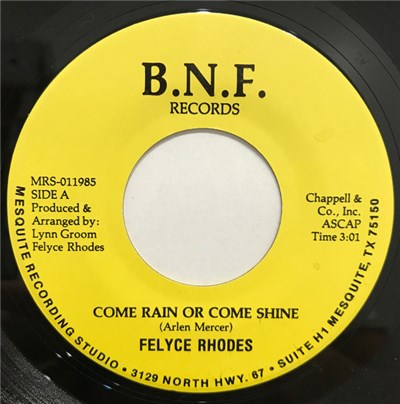 B.N.F.
RECORDS
MRS-011985
SIDE A
Produced &
Arranged by:
Lynn Groom
Felyce Rhodes
Chappell &
Co., Inc.
ASCAP
Time 3:01
COME RAIN OR COME SHINE
(Arlen Mercer)
FELYCE RHODES
MESQUITE RECORDING STUDIO • 3129 NORTH HWY. 67 • SUITE H1 MESQUITE, TX 75150